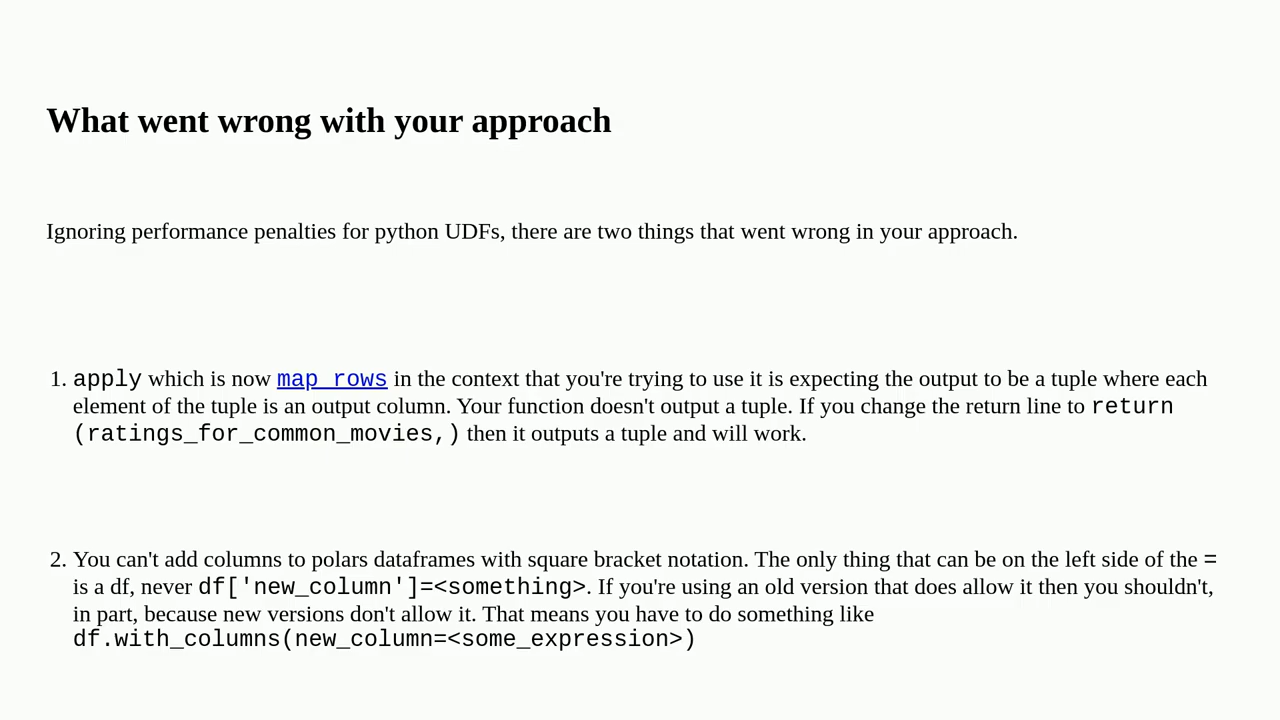 What went wrong with your approach
Ignoring performance penalties for python UDFs, there are two things that went wrong in your approach.
1. apply which is now map_rows in the context that you're trying to use it is expecting the output to be a tuple where each
element of the tuple is an output column. Your function doesn't output a tuple. If you change the return line to return
(ratings_for_common_movies,) then it outputs a tuple and will work.
2. You can't add columns to polars dataframes with square bracket notation. The only thing that can be on the left side of the =
is a df, never df['new_column']=<something>. If you're using an old version that does allow it then you shouldn't,
in part, because new versions don't allow it. That means you have to do something like
df.with_columns(new_column=<some_expression>)